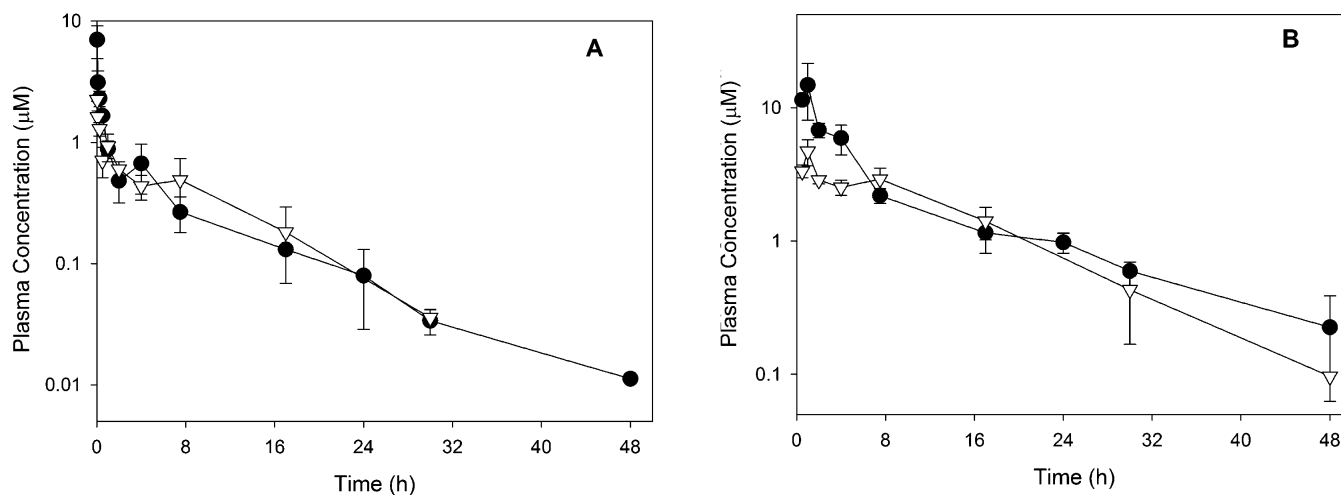 A
Plasma Concentration (μM)
10
1
0.1
0.01
0 8 16 24 32 40 48
Time (h)
B
Plasma Concentration (μM)
10
1
0.1
0 8 16 24 32 40 48
Time (h)